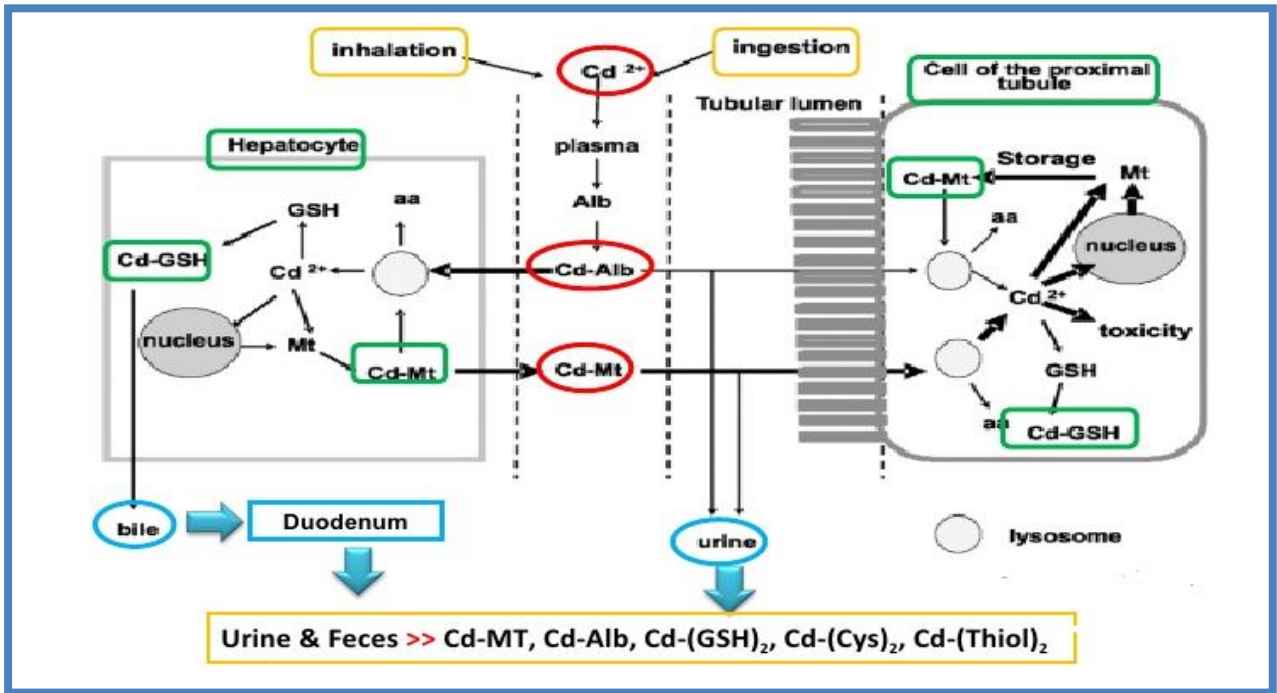 inhalation
ingestion
Cd 2+
Cell of the proximal
tubule
Tubular lumen
Hepatocyte
plasma
Storage
Cd-Mt
Mt
GSH
aa
Alb
aa
nucleus
Cd-GSH
Cd 2+
Cd-Alb
Cd 2+
toxicity
nucleus
Mt
Cd-Mt
Cd-Mt
GSH
aa
Cd-GSH
bile
Duodenum
urine
lysosome
Urine & Feces >> Cd-MT, Cd-Alb, Cd-(GSH)₂, Cd-(Cys)₂, Cd-(Thiol)₂